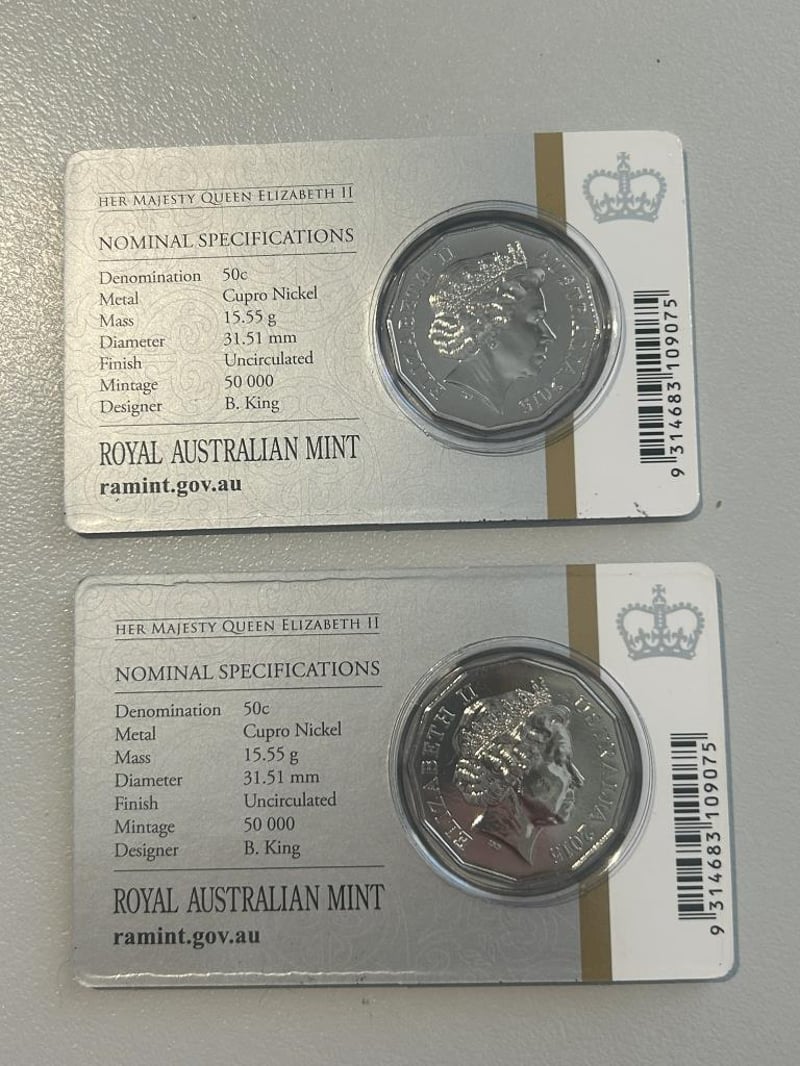 HER MAJESTY QUEEN ELIZABETH II
NOMINAL SPECIFICATIONS
Denomination 50c
Metal Cupro Nickel
Mass 15.55 g
Diameter 31.51 mm
Finish Uncirculated
Mintage 50 000
Designer B. King
ROYAL AUSTRALIAN MINT
ramint.gov.au
ELIZABETH II AUSTRALIA 2015
9 314683 109075
HER MAJESTY QUEEN ELIZABETH II
NOMINAL SPECIFICATIONS
Denomination 50c
Metal Cupro Nickel
Mass 15.55 g
Diameter 31.51 mm
Finish Uncirculated
Mintage 50 000
Designer B. King
ROYAL AUSTRALIAN MINT
ramint.gov.au
ELIZABETH II AUSTRALIA 2015
9 314683 109075